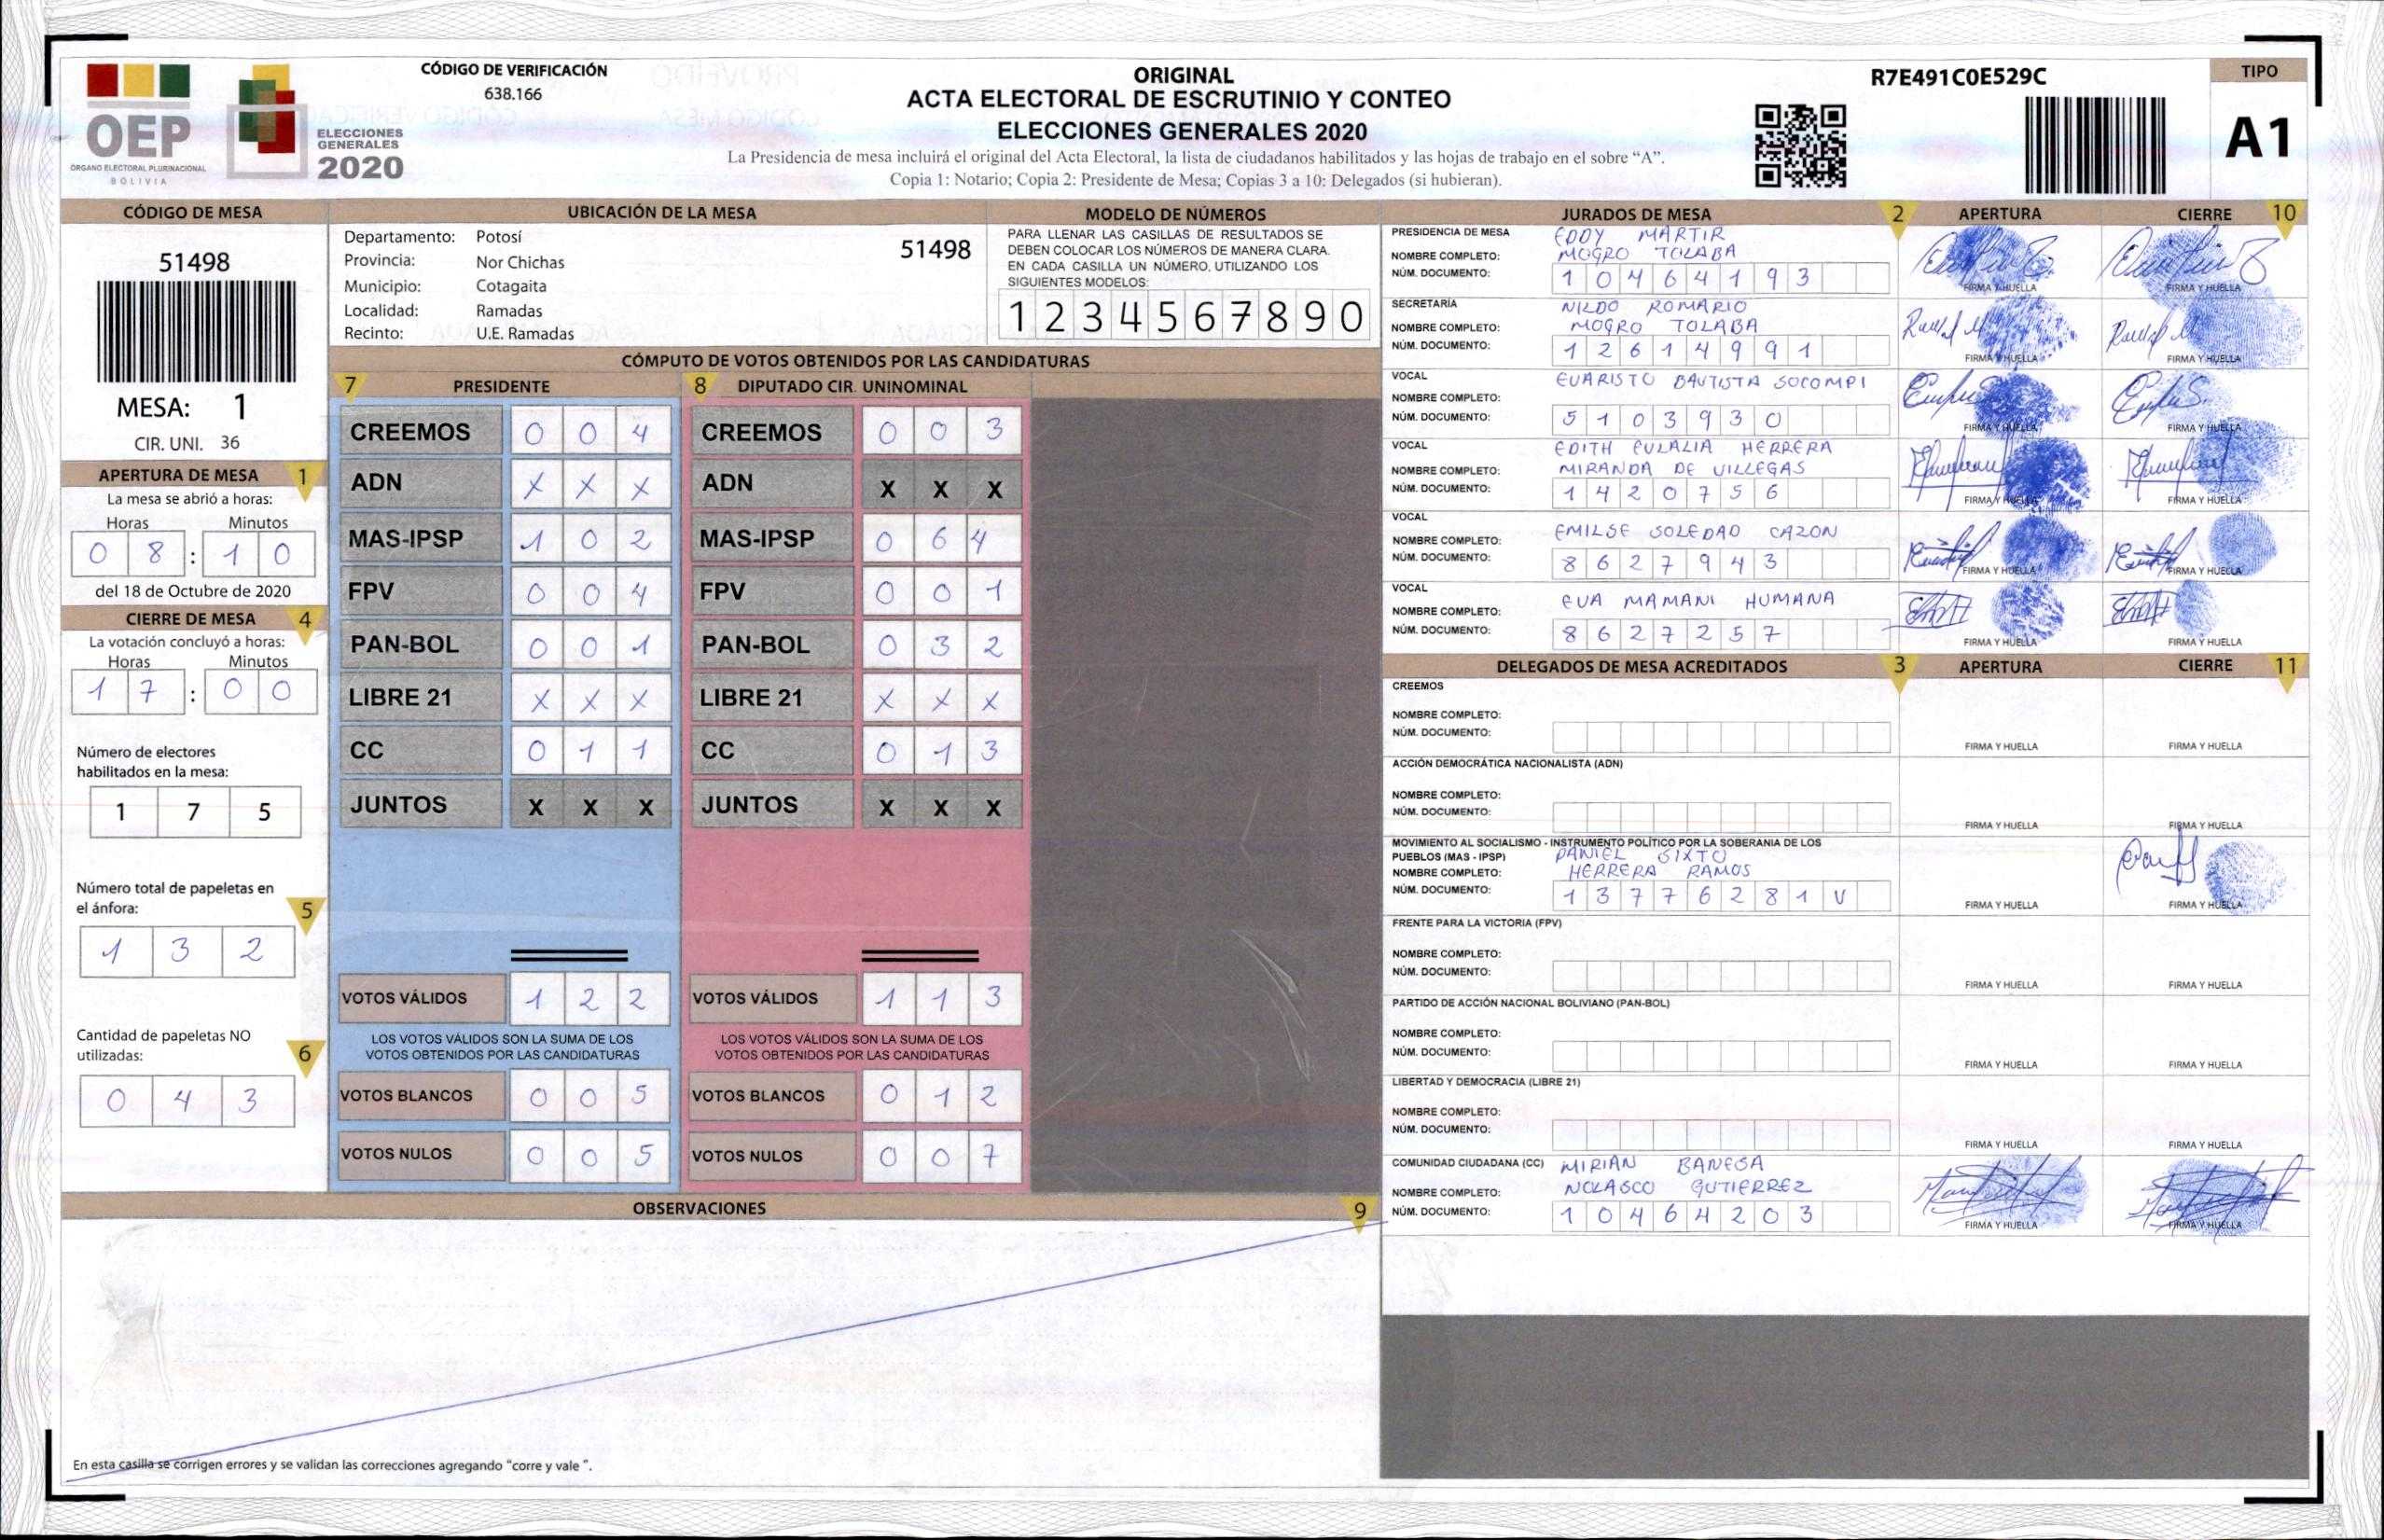 OEP
ÓRGANO ELECTORAL PLURINACIONAL
BOLIVIA
ELECCIONES
GENERALES
2020
CÓDIGO DE VERIFICACIÓN
638.166
ORIGINAL
ACTA ELECTORAL DE ESCRUTINIO Y CONTEO
ELECCIONES GENERALES 2020
La Presidencia de mesa incluirá el original del Acta Electoral, la lista de ciudadanos habilitados y las hojas de trabajo en el sobre “A”.
Copia 1: Notario; Copia 2: Presidente de Mesa; Copias 3 a 10: Delegados (si hubieran).
R7E491C0E529C
TIPO
A1
CÓDIGO DE MESA
51498
MESA: 1
CIR. UNI. 36
APERTURA DE MESA 1
La mesa se abrió a horas:
Horas Minutos
0 8 : 1 0
del 18 de Octubre de 2020
CIERRE DE MESA 4
La votación concluyó a horas:
Horas Minutos
1 7 : 0 0
Número de electores
habilitados en la mesa:
1 7 5
Número total de papeletas en
el ánfora: 5
1 3 2
Cantidad de papeletas NO
utilizadas: 6
0 4 3
UBICACIÓN DE LA MESA
Departamento: Potosí 51498
Provincia: Nor Chichas
Municipio: Cotagaita
Localidad: Ramadas
Recinto: U.E. Ramadas
MODELO DE NÚMEROS
PARA LLENAR LAS CASILLAS DE RESULTADOS SE
DEBEN COLOCAR LOS NÚMEROS DE MANERA CLARA.
EN CADA CASILLA UN NÚMERO, UTILIZANDO LOS
SIGUIENTES MODELOS:
1 2 3 4 5 6 7 8 9 0
CÓMPUTO DE VOTOS OBTENIDOS POR LAS CANDIDATURAS
7 PRESIDENTE 8 DIPUTADO CIR. UNINOMINAL
CREEMOS 0 0 4 CREEMOS 0 0 3
ADN X X X ADN X X X
MAS-IPSP 1 0 2 MAS-IPSP 0 6 4
FPV 0 0 4 FPV 0 0 1
PAN-BOL 0 0 1 PAN-BOL 0 3 2
LIBRE 21 X X X LIBRE 21 X X X
CC 0 1 1 CC 0 1 3
JUNTOS X X X JUNTOS X X X
VOTOS VÁLIDOS 1 2 2 VOTOS VÁLIDOS 1 1 3
LOS VOTOS VÁLIDOS SON LA SUMA DE LOS LOS VOTOS VÁLIDOS SON LA SUMA DE LOS
VOTOS OBTENIDOS POR LAS CANDIDATURAS VOTOS OBTENIDOS POR LAS CANDIDATURAS
VOTOS BLANCOS 0 0 5 VOTOS BLANCOS 0 1 2
VOTOS NULOS 0 0 5 VOTOS NULOS 0 0 7
OBSERVACIONES 9
En esta casilla se corrigen errores y se validan las correcciones agregando “corre y vale ”.
JURADOS DE MESA 2 APERTURA CIERRE 10
PRESIDENCIA DE MESA EDDY MARTIR
NOMBRE COMPLETO: MOGRO TOLABA
NÚM. DOCUMENTO: 1 0 4 6 4 1 9 3 FIRMA Y HUELLA FIRMA Y HUELLA
SECRETARÍA NILDO ROMARIO
NOMBRE COMPLETO: MOGRO TOLABA
NÚM. DOCUMENTO: 1 2 6 1 4 9 9 1 FIRMA Y HUELLA FIRMA Y HUELLA
VOCAL EVARISTO BAUTISTA SOCOMPI
NOMBRE COMPLETO:
NÚM. DOCUMENTO: 5 1 0 3 9 3 0 FIRMA Y HUELLA FIRMA Y HUELLA
VOCAL EDITH EULALIA HERRERA
NOMBRE COMPLETO: MIRANDA DE VILLEGAS
NÚM. DOCUMENTO: 1 4 2 0 7 5 6 FIRMA Y HUELLA FIRMA Y HUELLA
VOCAL EMILSE SOLEDAD CAZON
NOMBRE COMPLETO:
NÚM. DOCUMENTO: 8 6 2 7 9 4 3 FIRMA Y HUELLA FIRMA Y HUELLA
VOCAL EVA MAMANI HUMANA
NOMBRE COMPLETO:
NÚM. DOCUMENTO: 8 6 2 7 2 5 7 FIRMA Y HUELLA FIRMA Y HUELLA
DELEGADOS DE MESA ACREDITADOS 3 APERTURA CIERRE 11
CREEMOS
NOMBRE COMPLETO:
NÚM. DOCUMENTO: FIRMA Y HUELLA FIRMA Y HUELLA
ACCIÓN DEMOCRÁTICA NACIONALISTA (ADN)
NOMBRE COMPLETO:
NÚM. DOCUMENTO: FIRMA Y HUELLA FIRMA Y HUELLA
MOVIMIENTO AL SOCIALISMO - INSTRUMENTO POLÍTICO POR LA SOBERANIA DE LOS
PUEBLOS (MAS - IPSP) DANIEL SIXTO
NOMBRE COMPLETO: HERRERA RAMOS
NÚM. DOCUMENTO: 1 3 7 7 6 2 8 1 V FIRMA Y HUELLA FIRMA Y HUELLA
FRENTE PARA LA VICTORIA (FPV)
NOMBRE COMPLETO:
NÚM. DOCUMENTO: FIRMA Y HUELLA FIRMA Y HUELLA
PARTIDO DE ACCIÓN NACIONAL BOLIVIANO (PAN-BOL)
NOMBRE COMPLETO:
NÚM. DOCUMENTO: FIRMA Y HUELLA FIRMA Y HUELLA
LIBERTAD Y DEMOCRACIA (LIBRE 21)
NOMBRE COMPLETO:
NÚM. DOCUMENTO: FIRMA Y HUELLA FIRMA Y HUELLA
COMUNIDAD CIUDADANA (CC) MIRIAN BANESA
NOMBRE COMPLETO: NOLASCO GUTIERREZ
NÚM. DOCUMENTO: 1 0 4 6 4 2 0 3 FIRMA Y HUELLA FIRMA Y HUELLA